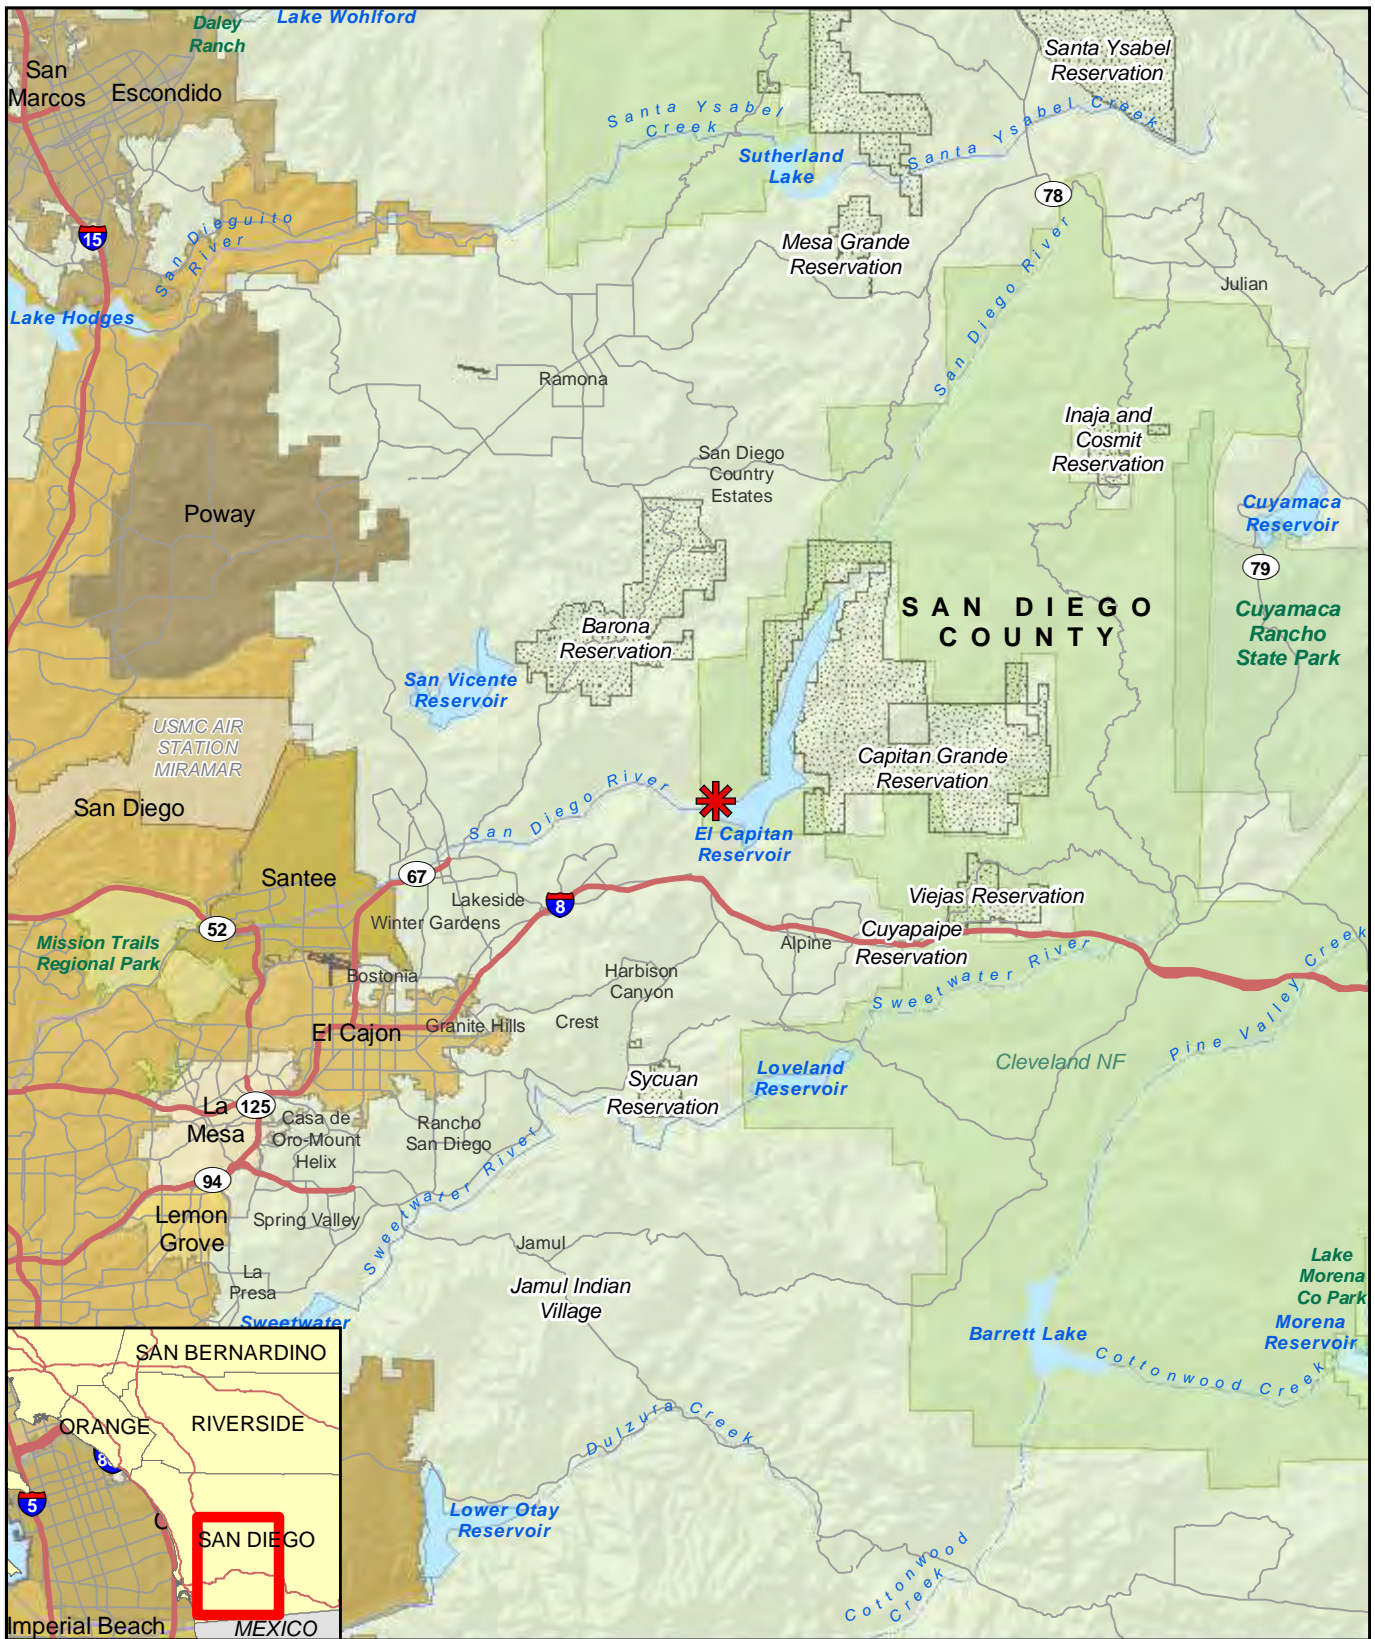 Daley
Ranch
Lake Wohlford
San
Marcos
Escondido
Santa Ysabel
Reservation
Santa Ysabel
Creek
Santa Ysabel Creek
Sutherland
Lake
78
15
San Dieguito
River
Mesa Grande
Reservation
San Diego River
Julian
Lake Hodges
Ramona
Inaja and
Cosmit
Reservation
San Diego
Country
Estates
Poway
Cuyamaca
Reservoir
79
SAN DIEGO
COUNTY
Cuyamaca
Rancho
State Park
Barona
Reservation
San Vicente
Reservoir
USMC AIR
STATION
MIRAMAR
Capitan Grande
Reservation
San Diego
San Diego River
El Capitan
Reservoir
Santee
67
Lakeside
8
Viejas Reservation
Winter Gardens
52
Cuyapaipe
Reservation
Alpine
Mission Trails
Regional Park
Bostonia
Harbison
Canyon
Sweetwater River
Pine Valley Creek
El Cajon
Granite Hills
Crest
Cleveland NF
Loveland
Reservoir
Sycuan
Reservation
La
Mesa
125
Casa de
Oro-Mount
Helix
Rancho
San Diego
94
Sweetwater River
Lemon
Grove
Spring Valley
Jamul
La
Presa
Jamul Indian
Village
Lake
Morena
Co Park
Morena
Reservoir
Sweetwater
Barrett Lake
Cottonwood Creek
SAN BERNARDINO
ORANGE
RIVERSIDE
Dulzura Creek
5
Lower Otay
Reservoir
SAN DIEGO
Cottonwood
Creek
Imperial Beach
MEXICO